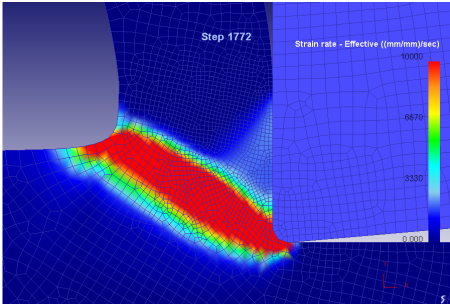 Step 1772
Strain rate - Effective ((mm/mm)/sec)
10000
6670
3330
0.000